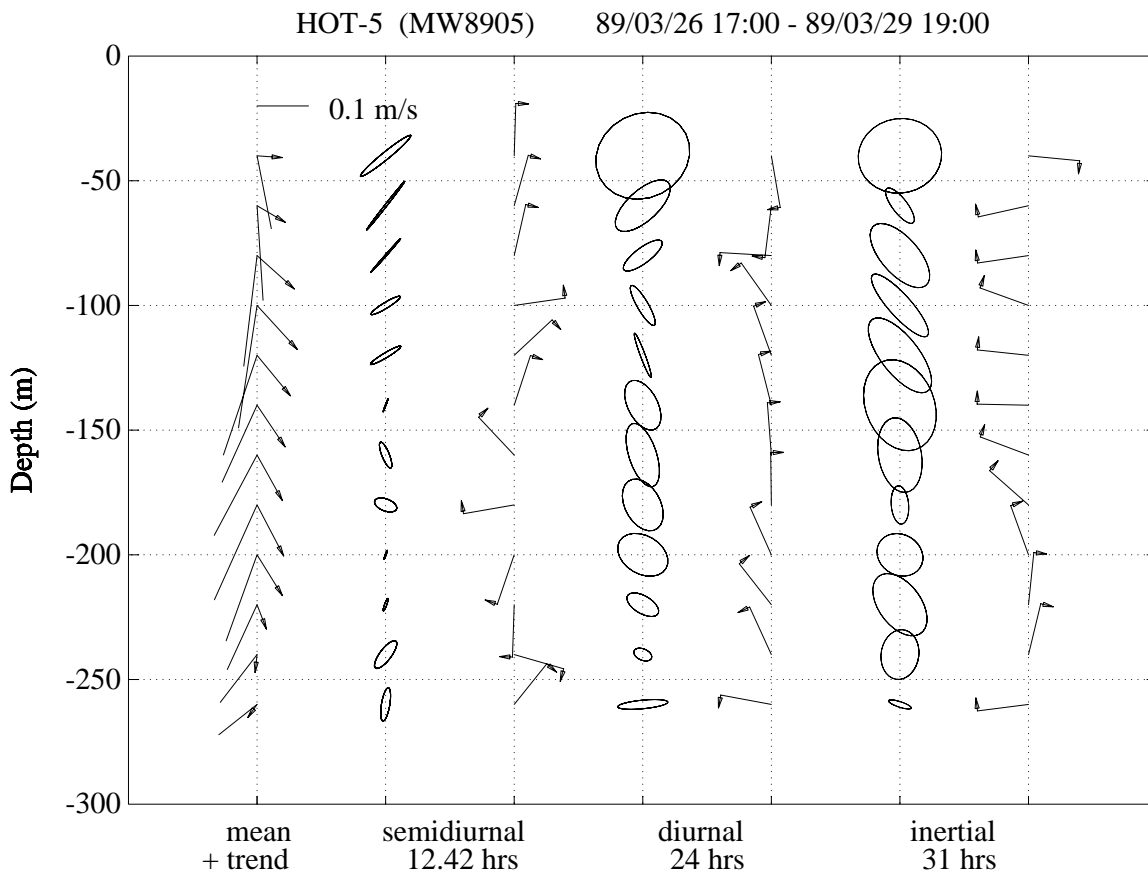 HOT-5 (MW8905) 89/03/26 17:00 - 89/03/29 19:00
0
0.1 m/s
-50
-100
-150
-200
-250
-300
Depth (m)
mean semidiurnal diurnal inertial
+ trend 12.42 hrs 24 hrs 31 hrs